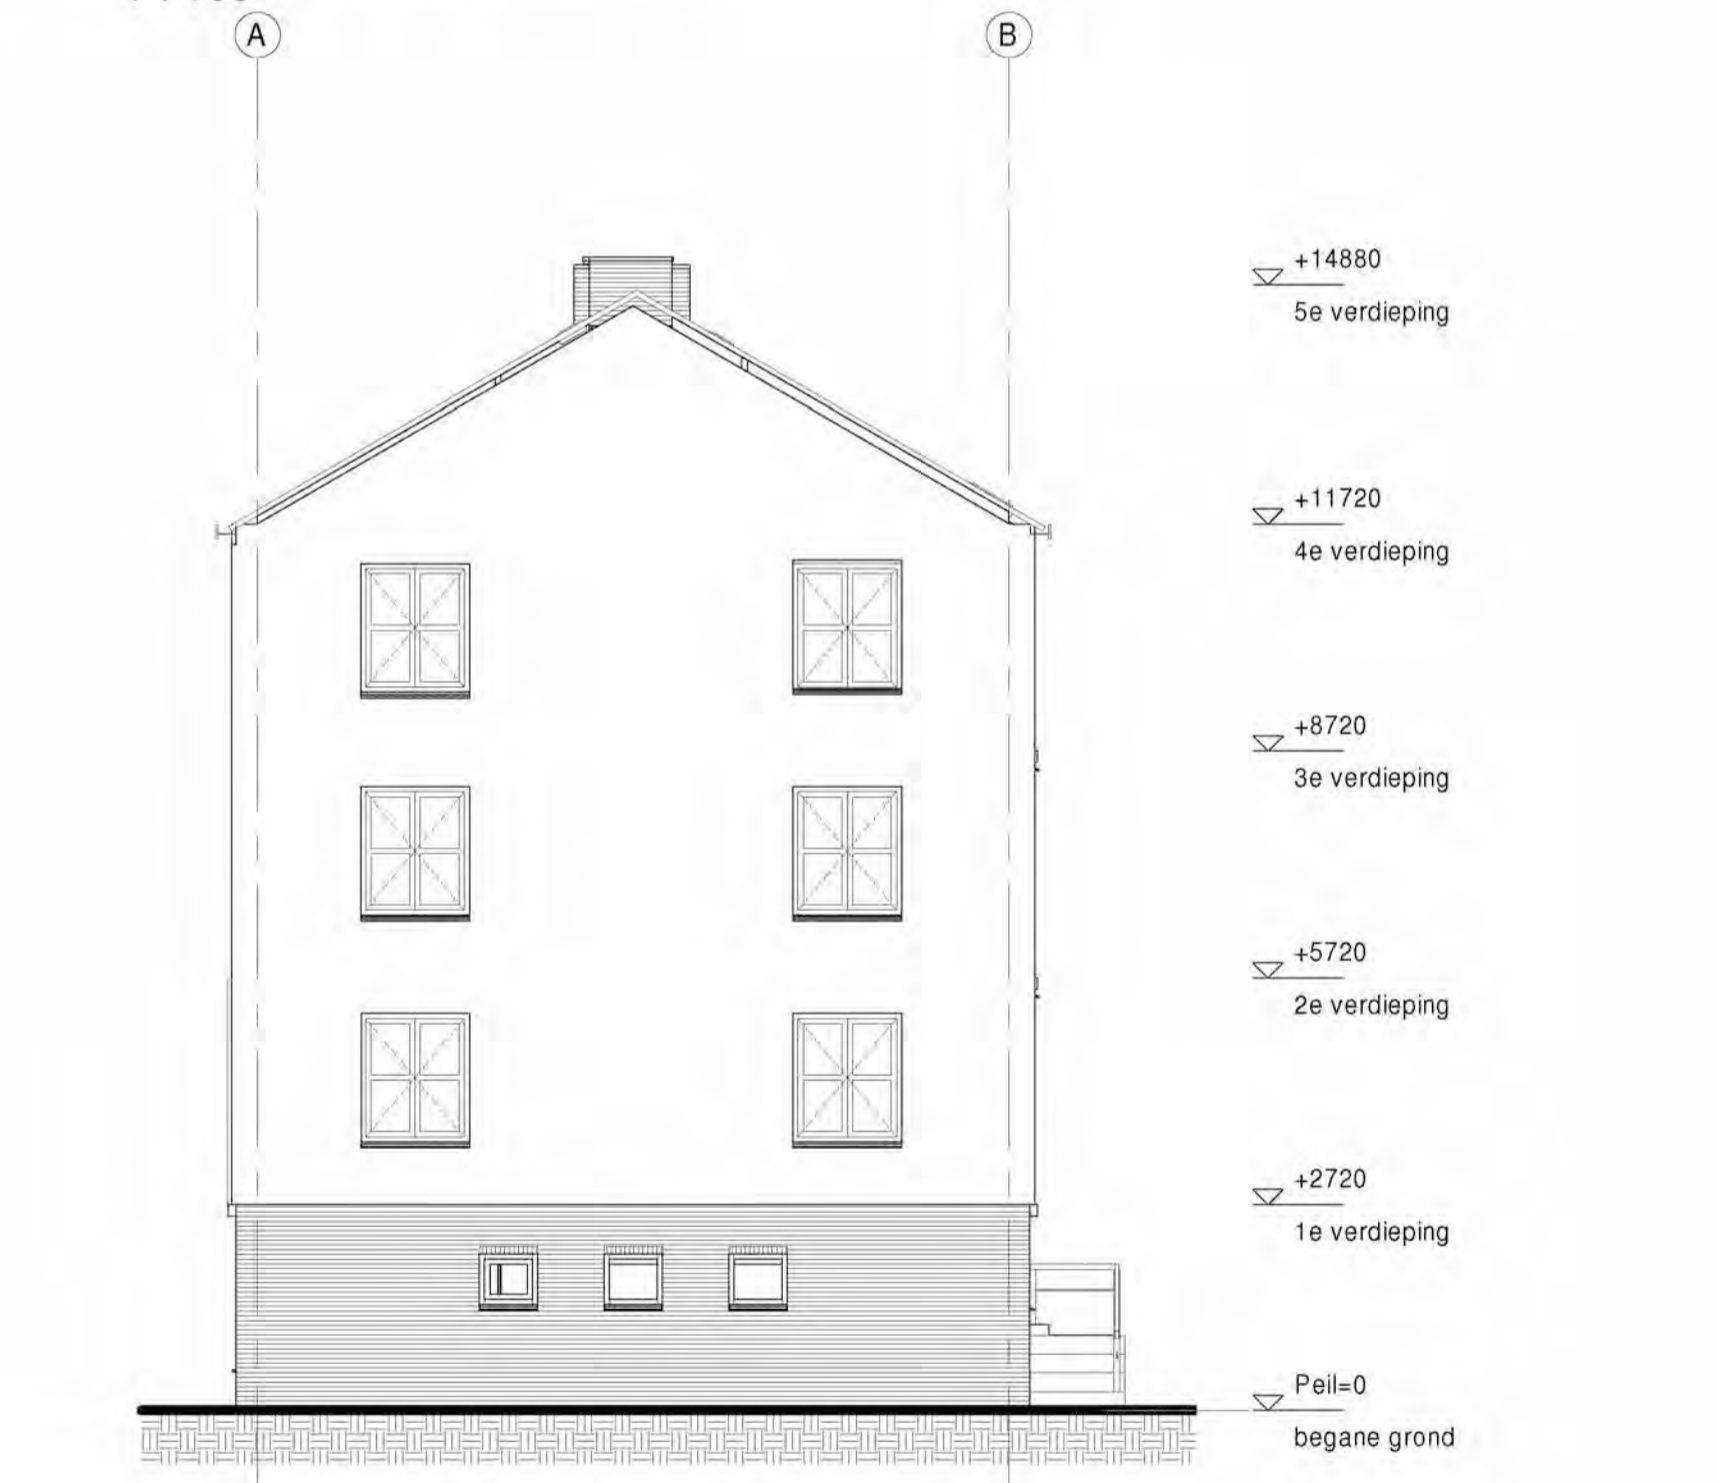 A
B
+14880
5e verdieping
+11720
4e verdieping
+8720
3e verdieping
+5720
2e verdieping
+2720
1e verdieping
Peil=0
begane grond